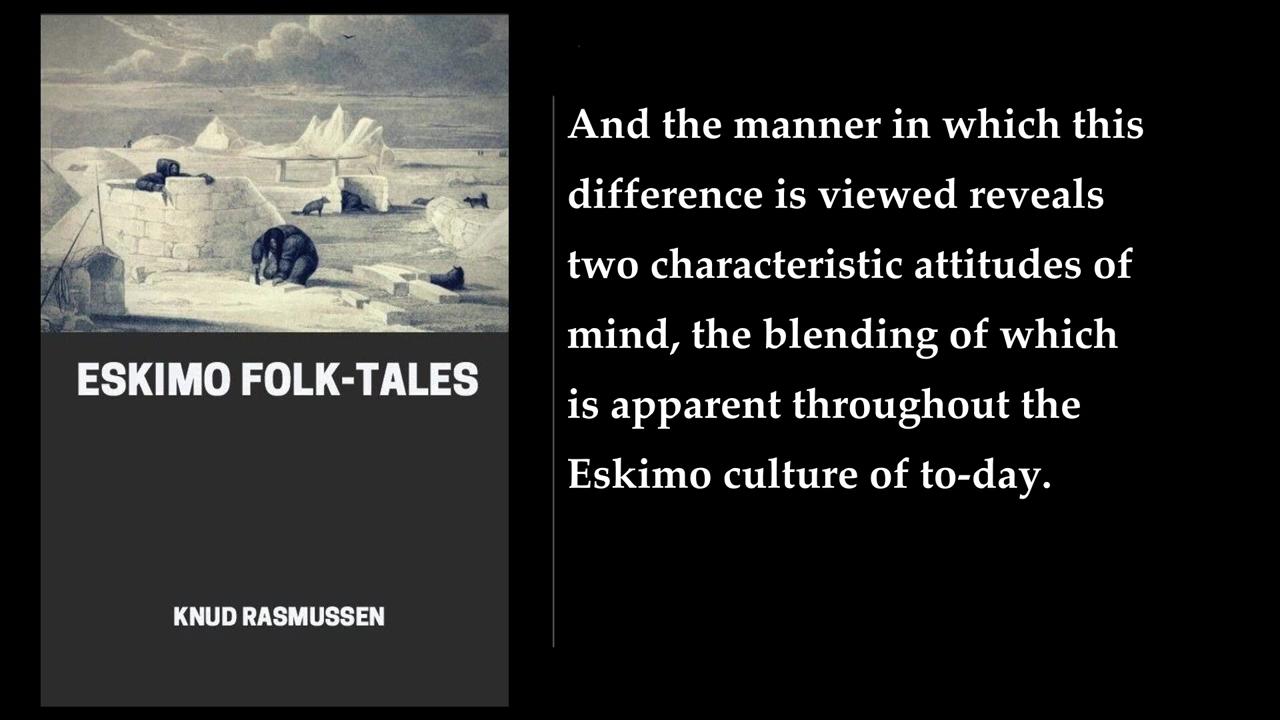 ESKIMO FOLK-TALES
KNUD RASMUSSEN
And the manner in which this
difference is viewed reveals
two characteristic attitudes of
mind, the blending of which
is apparent throughout the
Eskimo culture of to-day.